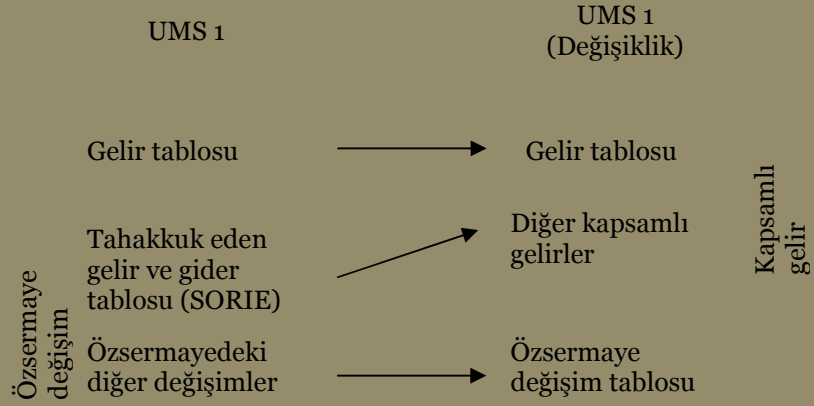 UMS 1
UMS 1
(Değişiklik)
Gelir tablosu
Gelir tablosu
Tahakkuk eden
gelir ve gider
tablosu (SORIE)
Diğer kapsamlı
gelirler
Kapsamlı
gelir
Özsermaye
değişim
Özsermayedeki
diğer değişimler
Özsermaye
değişim tablosu